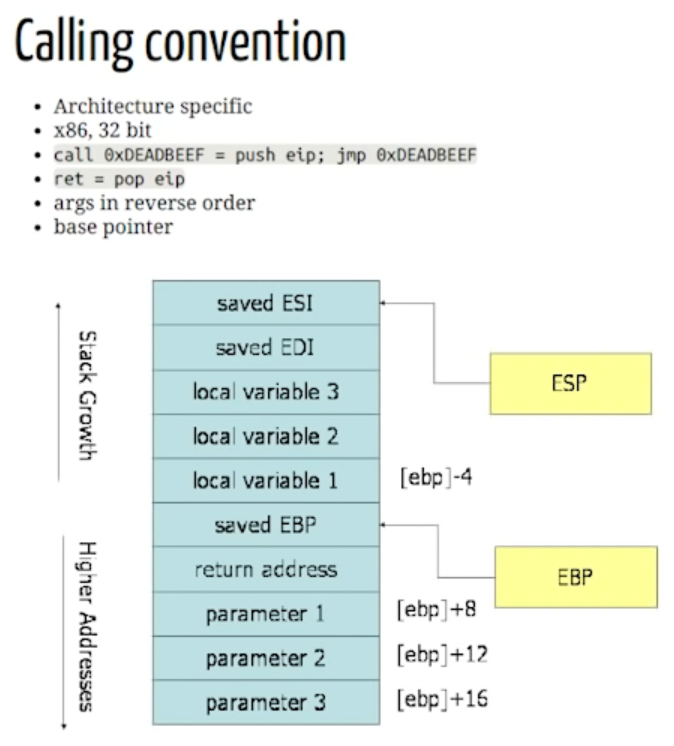 Calling convention
• Architecture specific
• x86, 32 bit
• call 0xDEADBEEF = push eip; jmp 0xDEADBEEF
• ret = pop eip
• args in reverse order
• base pointer
saved ESI
saved EDI
local variable 3
local variable 2
local variable 1
saved EBP
return address
parameter 1
parameter 2
parameter 3
Stack Growth
Higher Addresses
[ebp]-4
[ebp]+8
[ebp]+12
[ebp]+16
ESP
EBP